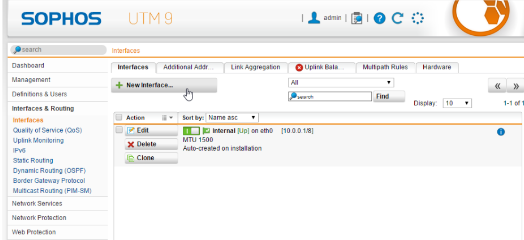 SOPHOS UTM 9 | admin | | ? C
search Interfaces
Dashboard
Management
Definitions & Users
Interfaces & Routing
Interfaces
Quality of Service (QoS)
Uplink Monitoring
IPv6
Static Routing
Dynamic Routing (OSPF)
Border Gateway Protocol
Multicast Routing (PIM-SM)
Network Services
Network Protection
Web Protection
Interfaces Additional Addr... Link Aggregation Uplink Bala... Multipath Rules Hardware
+ New Interface... All
search Find
Display: 10 1-1 of 1
Action Sort by: Name asc
Edit Internal [Up] on eth0 [10.0.0.1/8]
Delete MTU 1500
Auto-created on installation
Clone